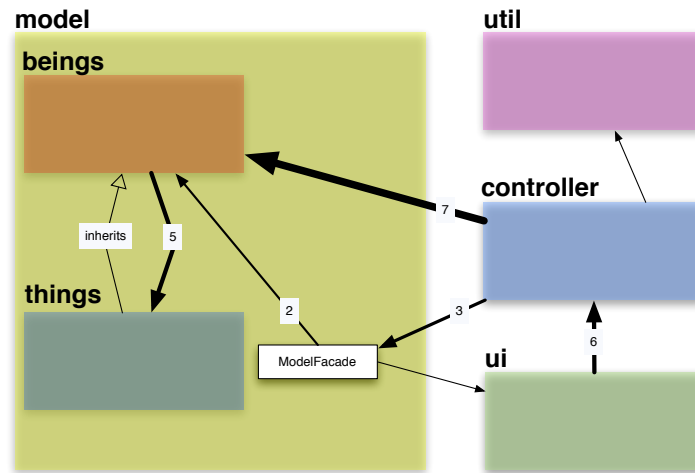 model
util
beings
controller
7
inherits
5
things
2
3
ModelFacade
6
ui